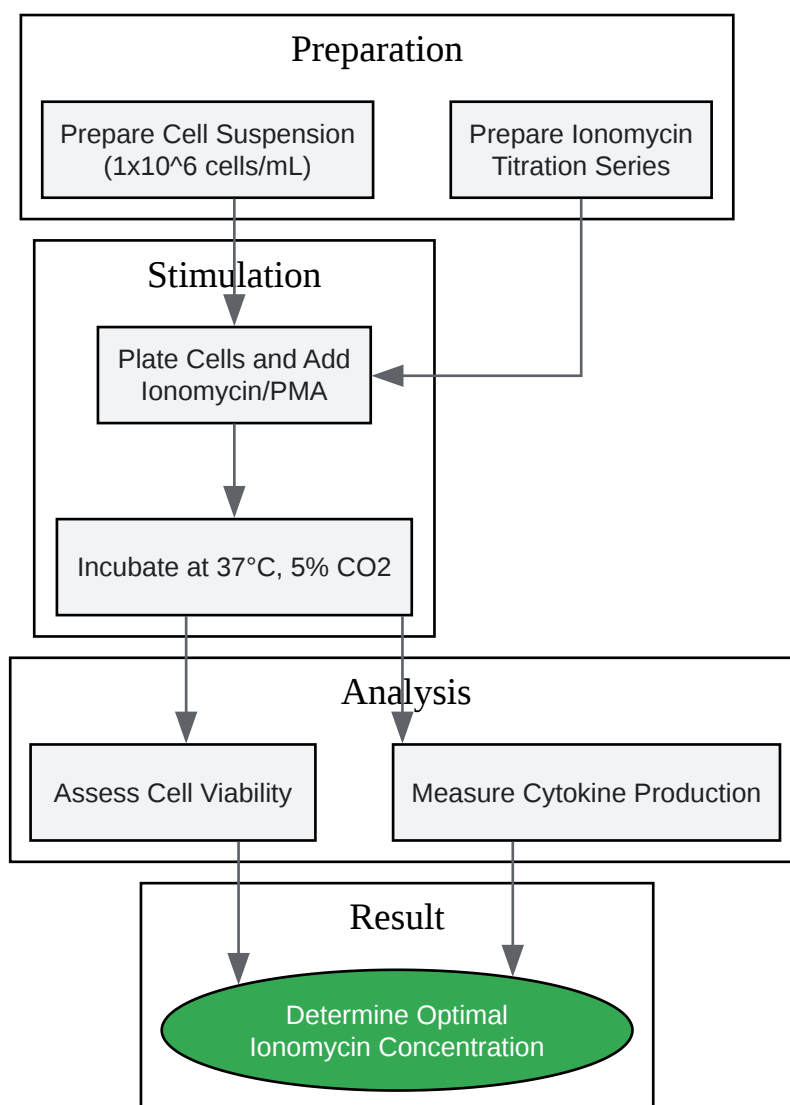 Preparation
Prepare Cell Suspension
(1x10^6 cells/mL)
Prepare Ionomycin
Titration Series
Stimulation
Plate Cells and Add
Ionomycin/PMA
Incubate at 37°C, 5% CO2
Analysis
Assess Cell Viability
Measure Cytokine Production
Result
Determine Optimal
Ionomycin Concentration